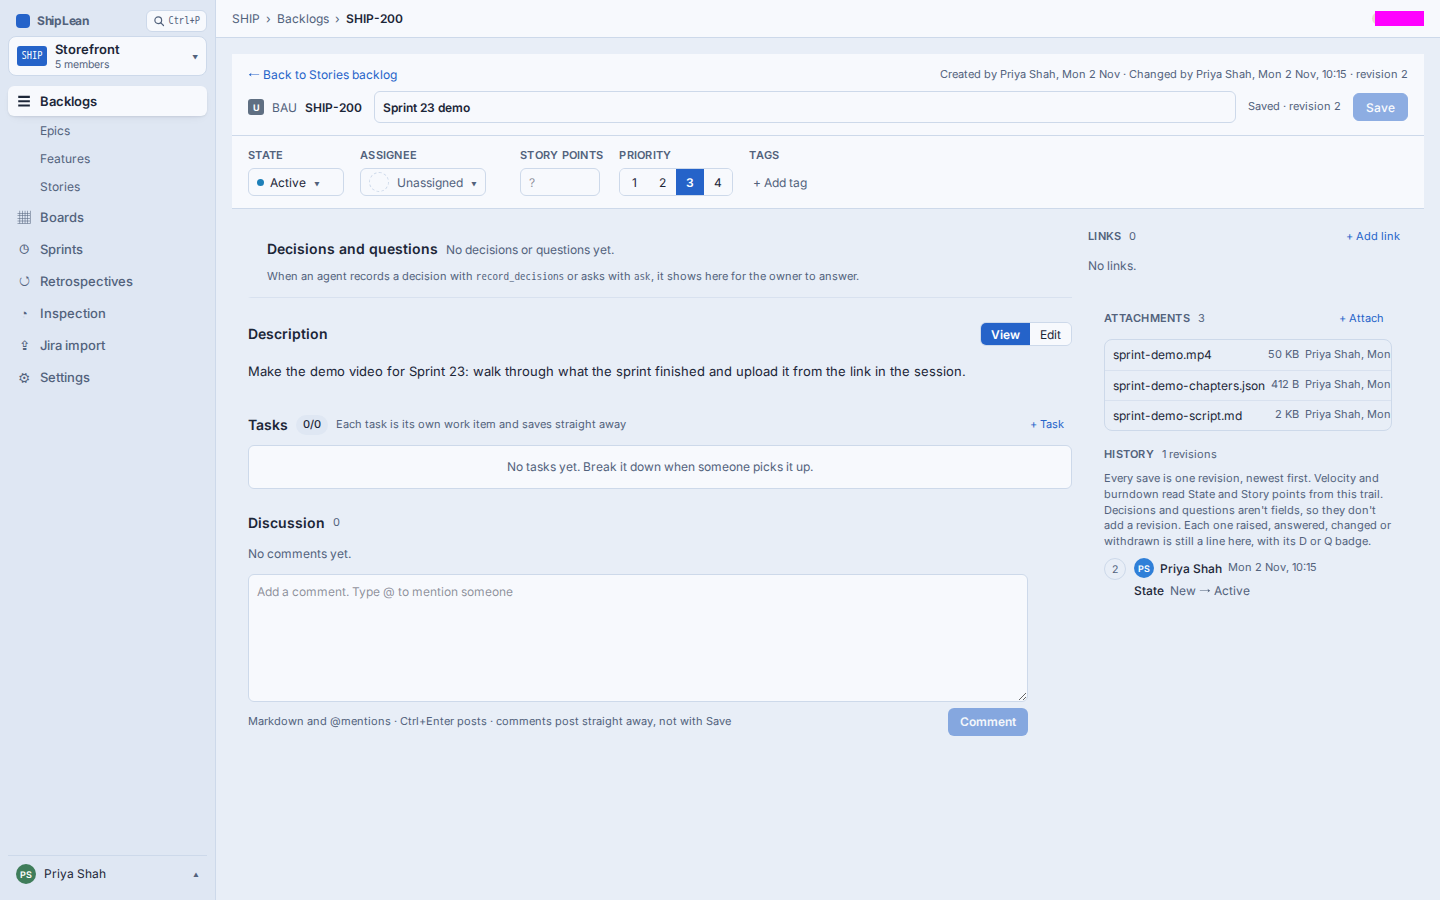 ShipLean
Ctrl+P
SHIP
Storefront
5 members
Backlogs
Epics
Features
Stories
Boards
Sprints
Retrospectives
Inspection
Jira import
Settings
PS Priya Shah
SHIP › Backlogs › SHIP-200
← Back to Stories backlog
Created by Priya Shah, Mon 2 Nov · Changed by Priya Shah, Mon 2 Nov, 10:15 · revision 2
U BAU SHIP-200 Sprint 23 demo
Saved · revision 2
Save
STATE
Active
ASSIGNEE
Unassigned
STORY POINTS
?
PRIORITY
1 2 3 4
TAGS
+ Add tag
Decisions and questions No decisions or questions yet.
When an agent records a decision with record_decisions or asks with ask, it shows here for the owner to answer.
Description
View Edit
Make the demo video for Sprint 23: walk through what the sprint finished and upload it from the link in the session.
Tasks 0/0 Each task is its own work item and saves straight away
+ Task
No tasks yet. Break it down when someone picks it up.
Discussion 0
No comments yet.
Add a comment. Type @ to mention someone
Markdown and @mentions · Ctrl+Enter posts · comments post straight away, not with Save
Comment
LINKS 0
+ Add link
No links.
ATTACHMENTS 3
+ Attach
sprint-demo.mp4 50 KB Priya Shah, Mon
sprint-demo-chapters.json 412 B Priya Shah, Mon
sprint-demo-script.md 2 KB Priya Shah, Mon
HISTORY 1 revisions
Every save is one revision, newest first. Velocity and
burndown read State and Story points from this trail.
Decisions and questions aren't fields, so they don't
add a revision. Each one raised, answered, changed or
withdrawn is still a line here, with its D or Q badge.
2 PS Priya Shah Mon 2 Nov, 10:15
State New → Active